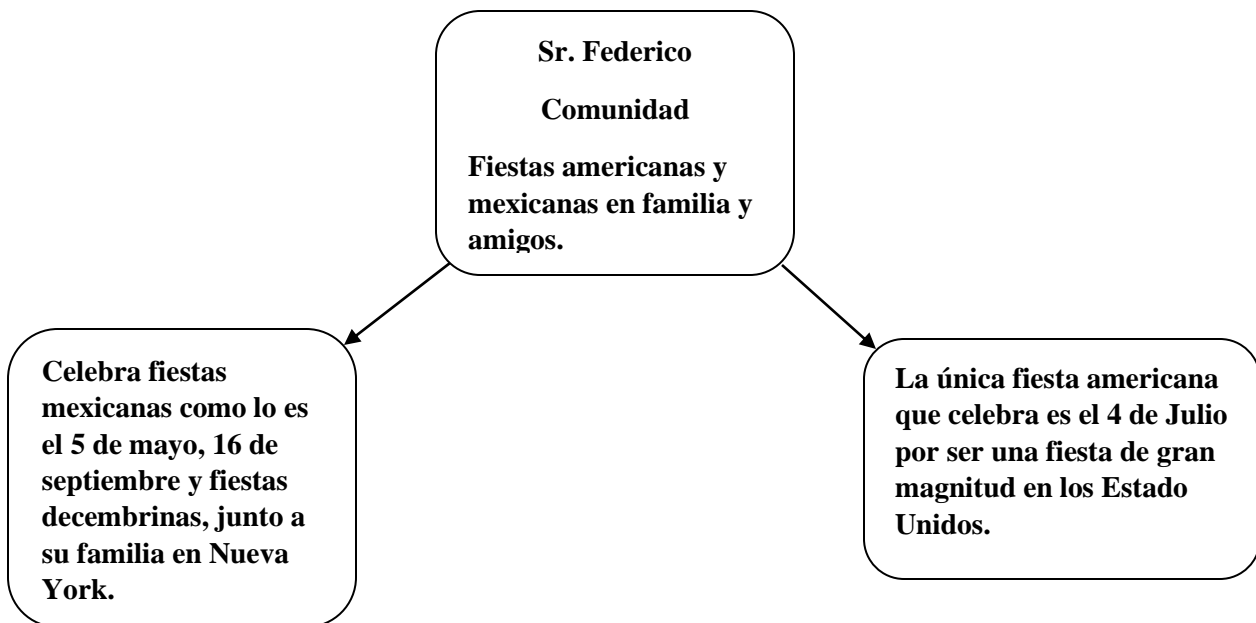 Sr. Federico
Comunidad
Fiestas americanas y
mexicanas en familia y
amigos.
Celebra fiestas
mexicanas como lo es
el 5 de mayo, 16 de
septiembre y fiestas
decembrinas, junto a
su familia en Nueva
York.
La única fiesta americana
que celebra es el 4 de Julio
por ser una fiesta de gran
magnitud en los Estado
Unidos.